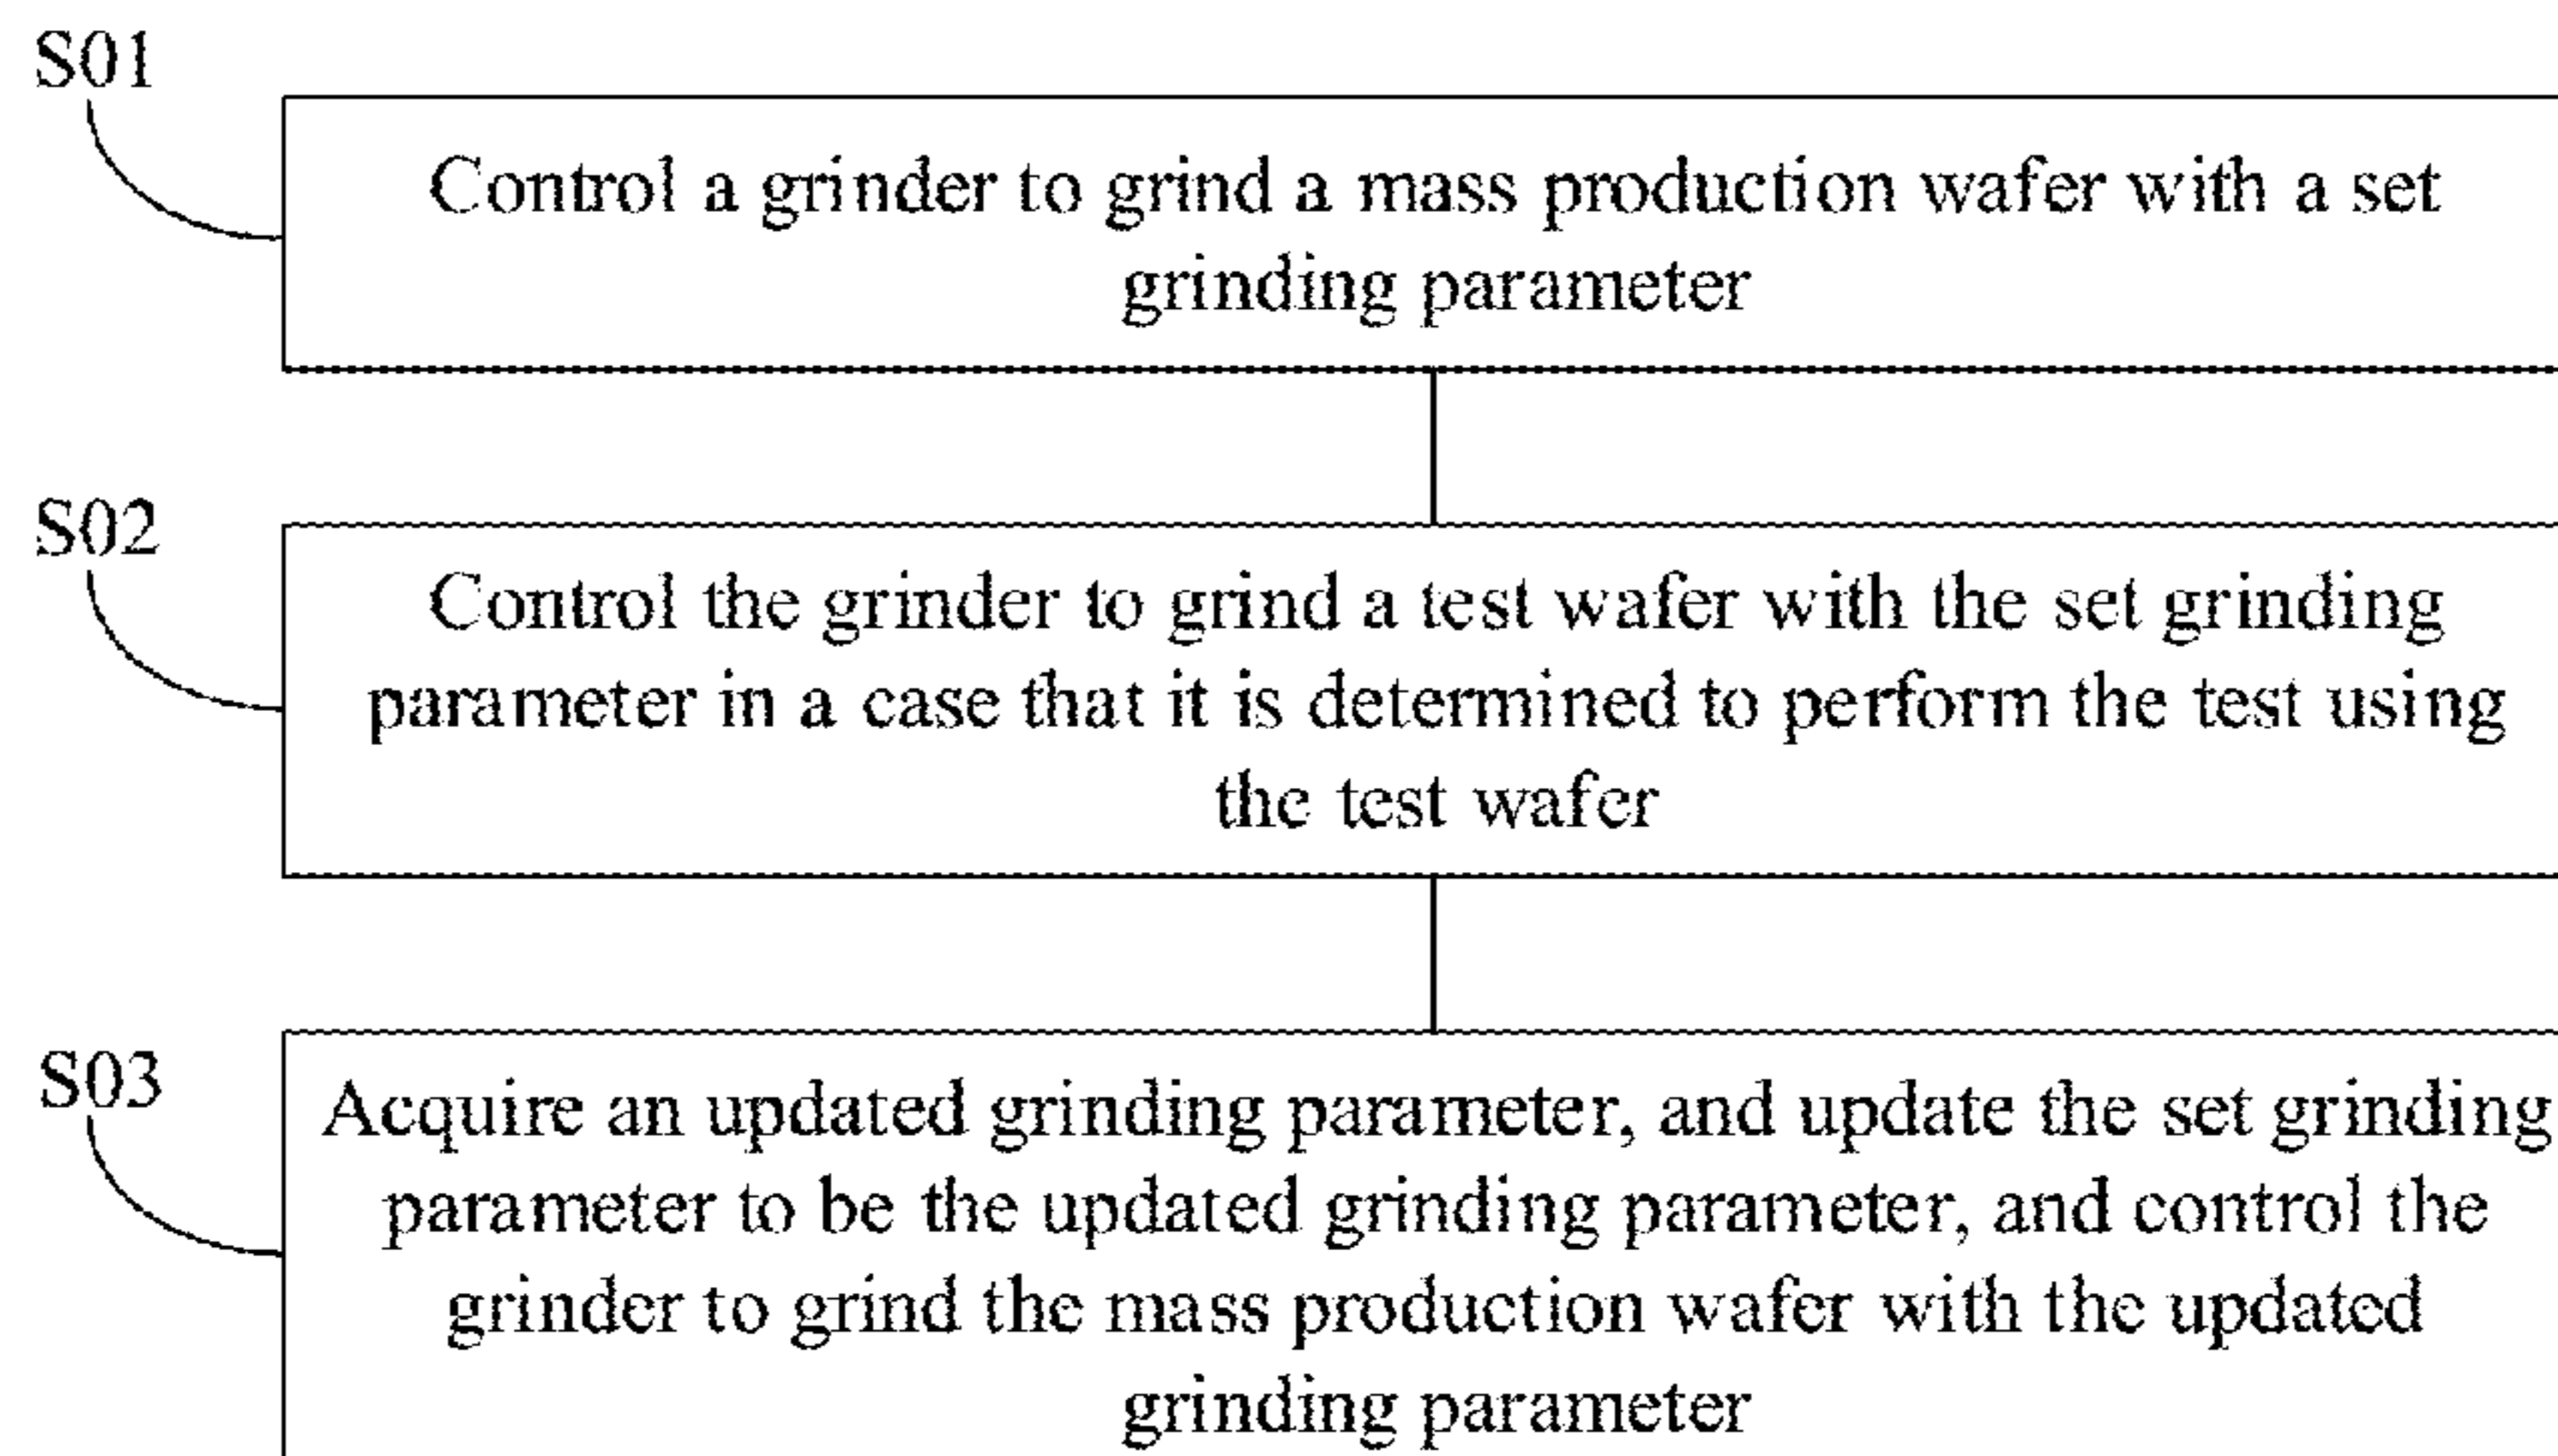 S01
Control a grinder to grind a mass production wafer with a set
grinding parameter
S02
Control the grinder to grind a test wafer with the set grinding
parameter in a case that it is determined to perform the test using
the test wafer
S03
Acquire an updated grinding parameter, and update the set grinding
parameter to be the updated grinding parameter, and control the
grinder to grind the mass production wafer with the updated
grinding parameter